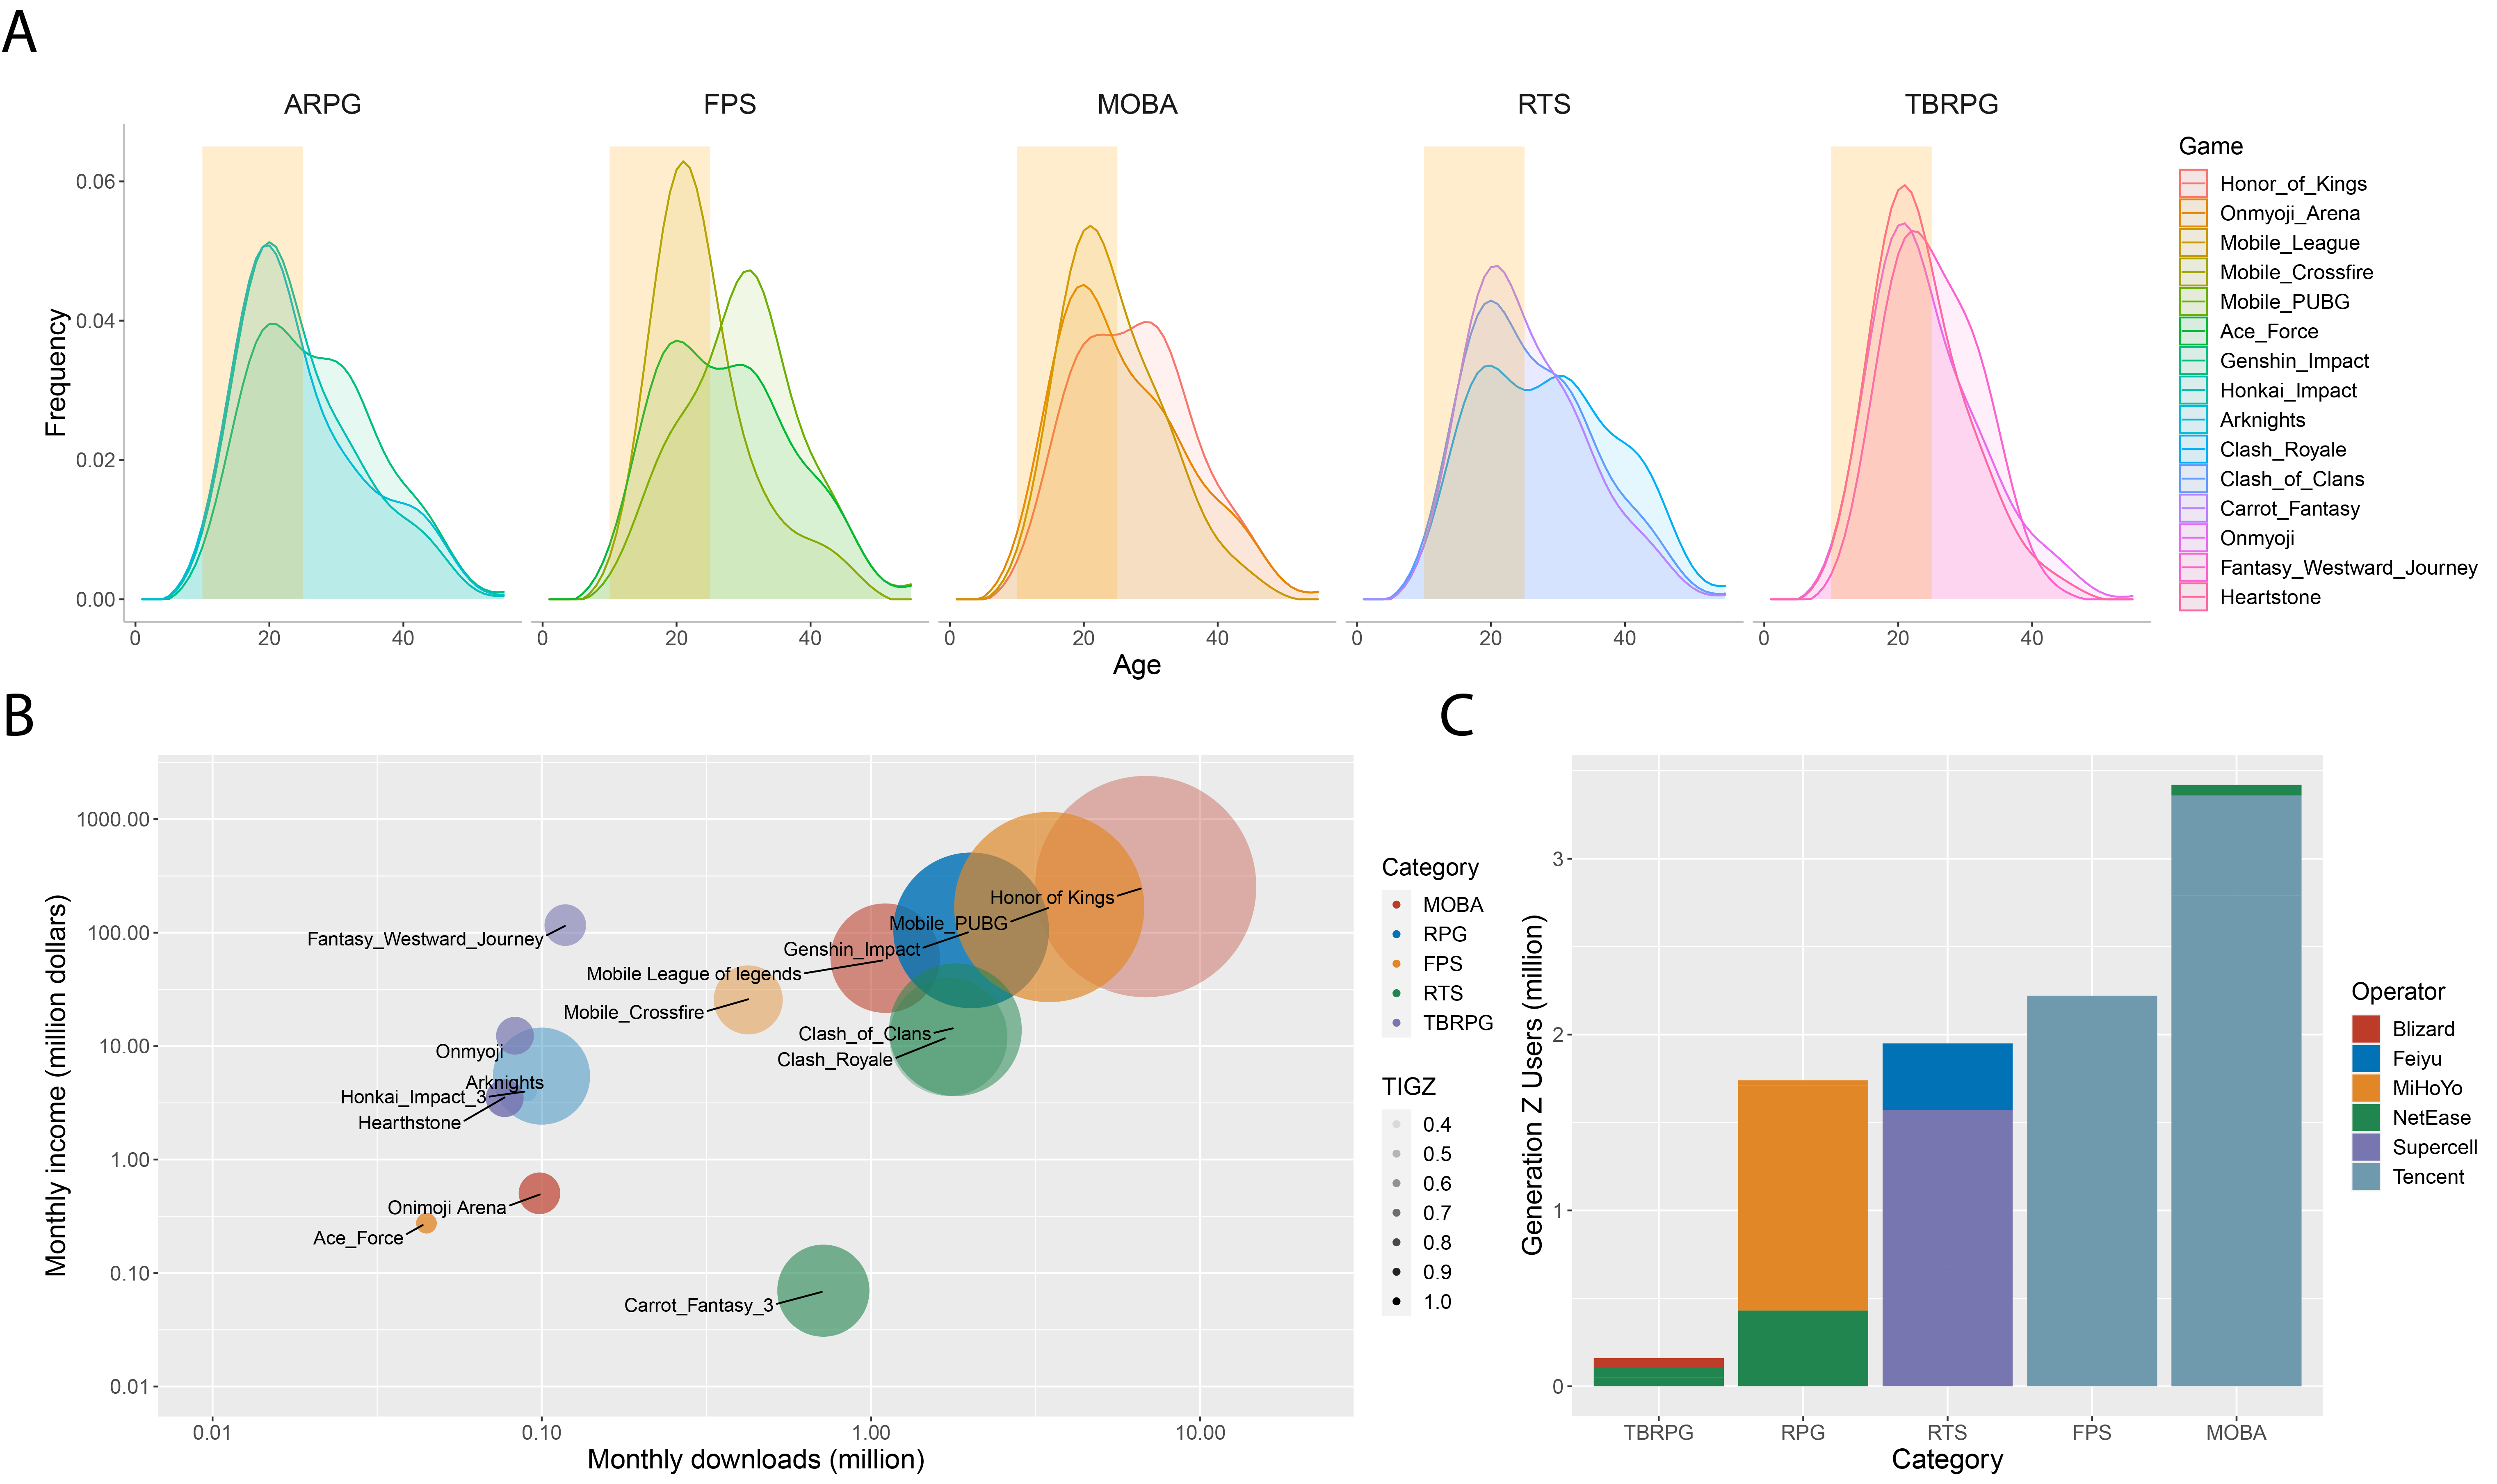 A
ARPG
FPS
MOBA
RTS
TBRPG
Frequency
0.06
0.04
0.02
0.00
0 20 40
0 20 40
0 20 40
0 20 40
0 20 40
Age
Game
Honor_of_Kings
Onmyoji_Arena
Mobile_League
Mobile_Crossfire
Mobile_PUBG
Ace_Force
Genshin_Impact
Honkai_Impact
Arknights
Clash_Royale
Clash_of_Clans
Carrot_Fantasy
Onmyoji
Fantasy_Westward_Journey
Heartstone
B
Monthly income (million dollars)
1000.00
100.00
10.00
1.00
0.10
0.01
Honor of Kings
Mobile_PUBG
Fantasy_Westward_Journey
Genshin_Impact
Mobile League of legends
Mobile_Crossfire
Clash_of_Clans
Onmyoji
Clash_Royale
Arknights
Honkai_Impact_3
Hearthstone
Onimoji Arena
Ace_Force
Carrot_Fantasy_3
0.01 0.10 1.00 10.00
Monthly downloads (million)
Category
MOBA
RPG
FPS
RTS
TBRPG
TIGZ
0.4
0.5
0.6
0.7
0.8
0.9
1.0
C
Generation Z Users (million)
3
2
1
0
TBRPG RPG RTS FPS MOBA
Category
Operator
Blizard
Feiyu
MiHoYo
NetEase
Supercell
Tencent